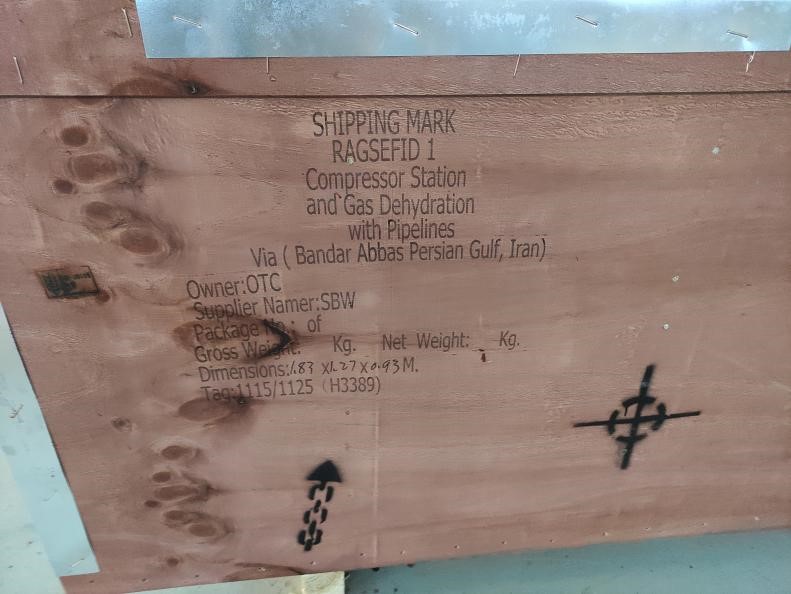 SHIPPING MARK
RAGSEFID 1
Compressor Station
and Gas Dehydration
with Pipelines
Via ( Bandar Abbas Persian Gulf, Iran)
Owner:OTC
Supplier Namer:SBW
Package No.: of
Gross Weight: Kg. Net Weight: Kg.
Dimensions:1.83 x1.27 x0.93M.
Tag:1115/1125 (H3389)